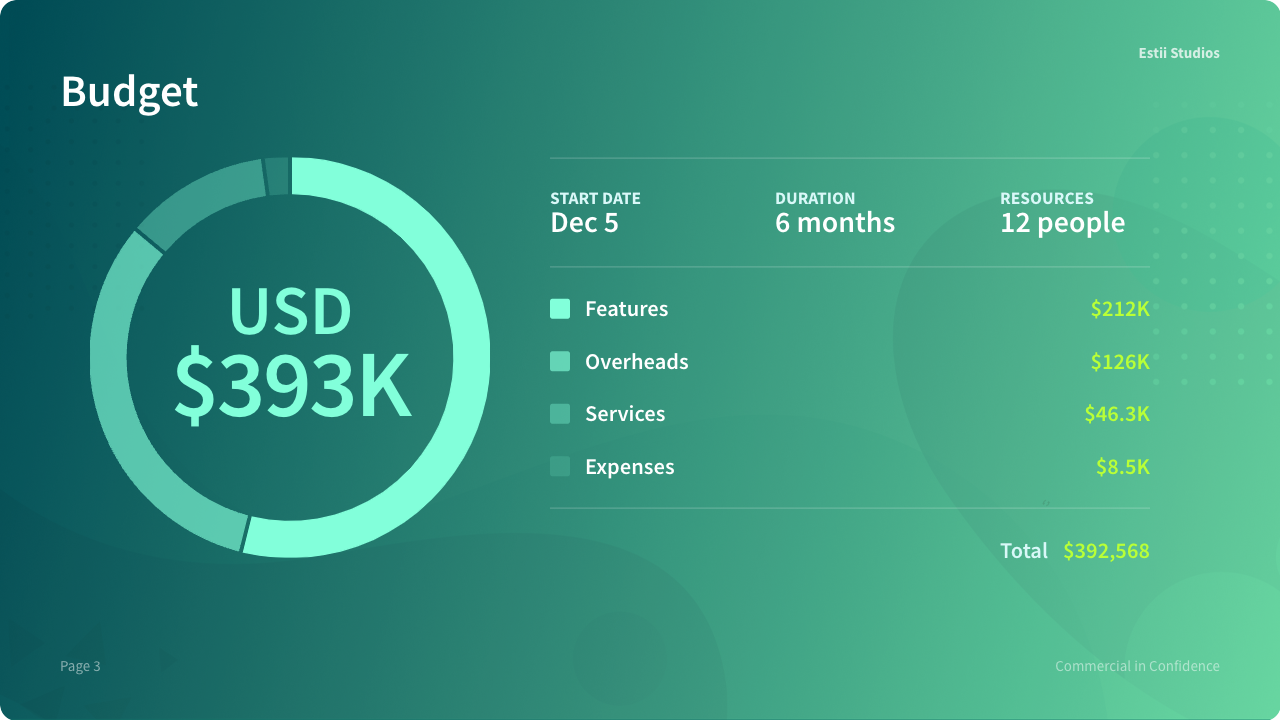 Estii Studios
Budget
USD
$393K
START DATE
Dec 5
DURATION
6 months
RESOURCES
12 people
Features $212K
Overheads $126K
Services $46.3K
Expenses $8.5K
Total $392,568
Page 3
Commercial in Confidence